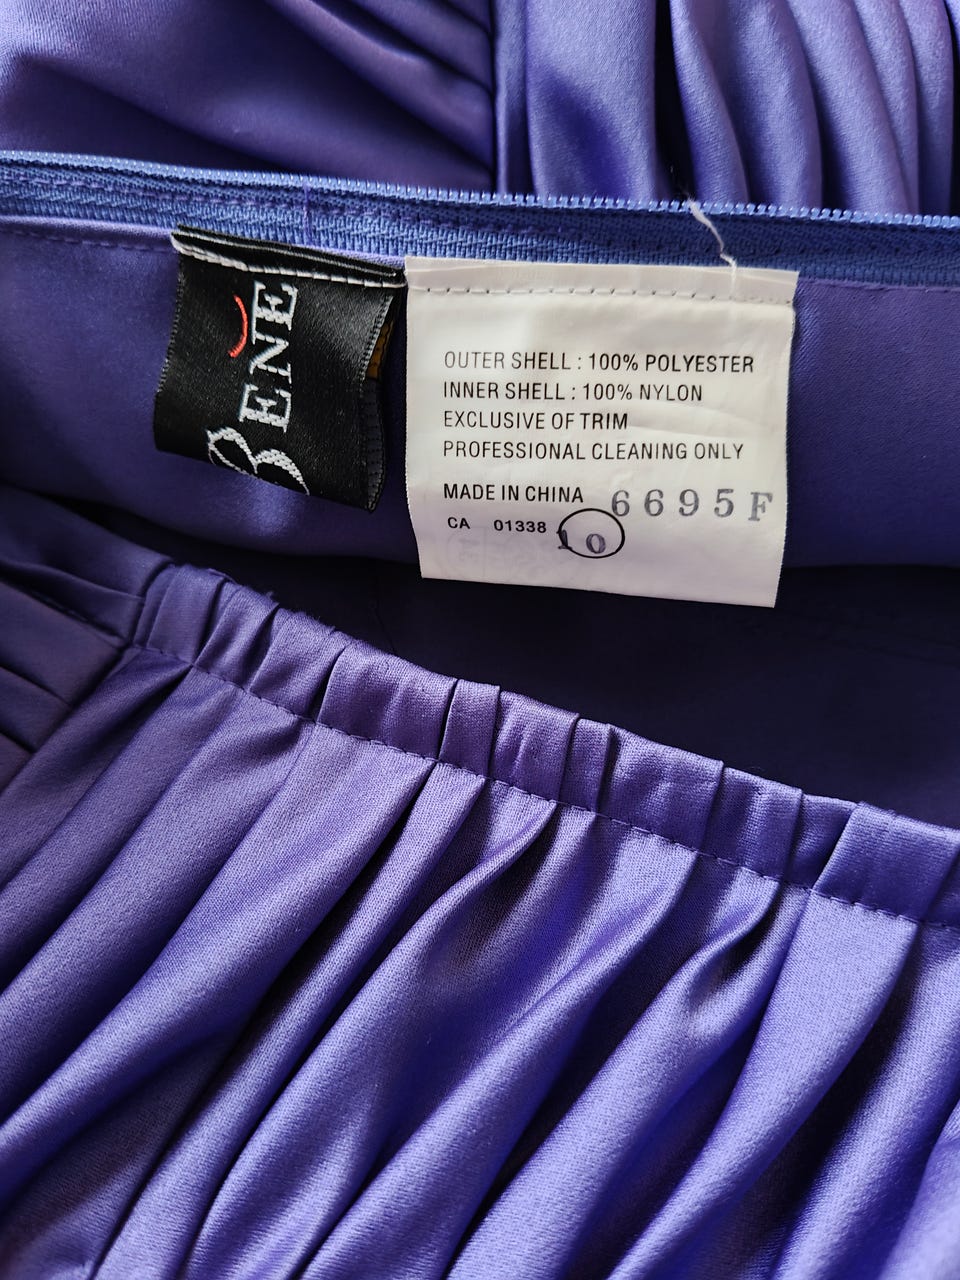 BENE
OUTER SHELL : 100% POLYESTER
INNER SHELL : 100% NYLON
EXCLUSIVE OF TRIM
PROFESSIONAL CLEANING ONLY
MADE IN CHINA 6695F
CA 01338 10